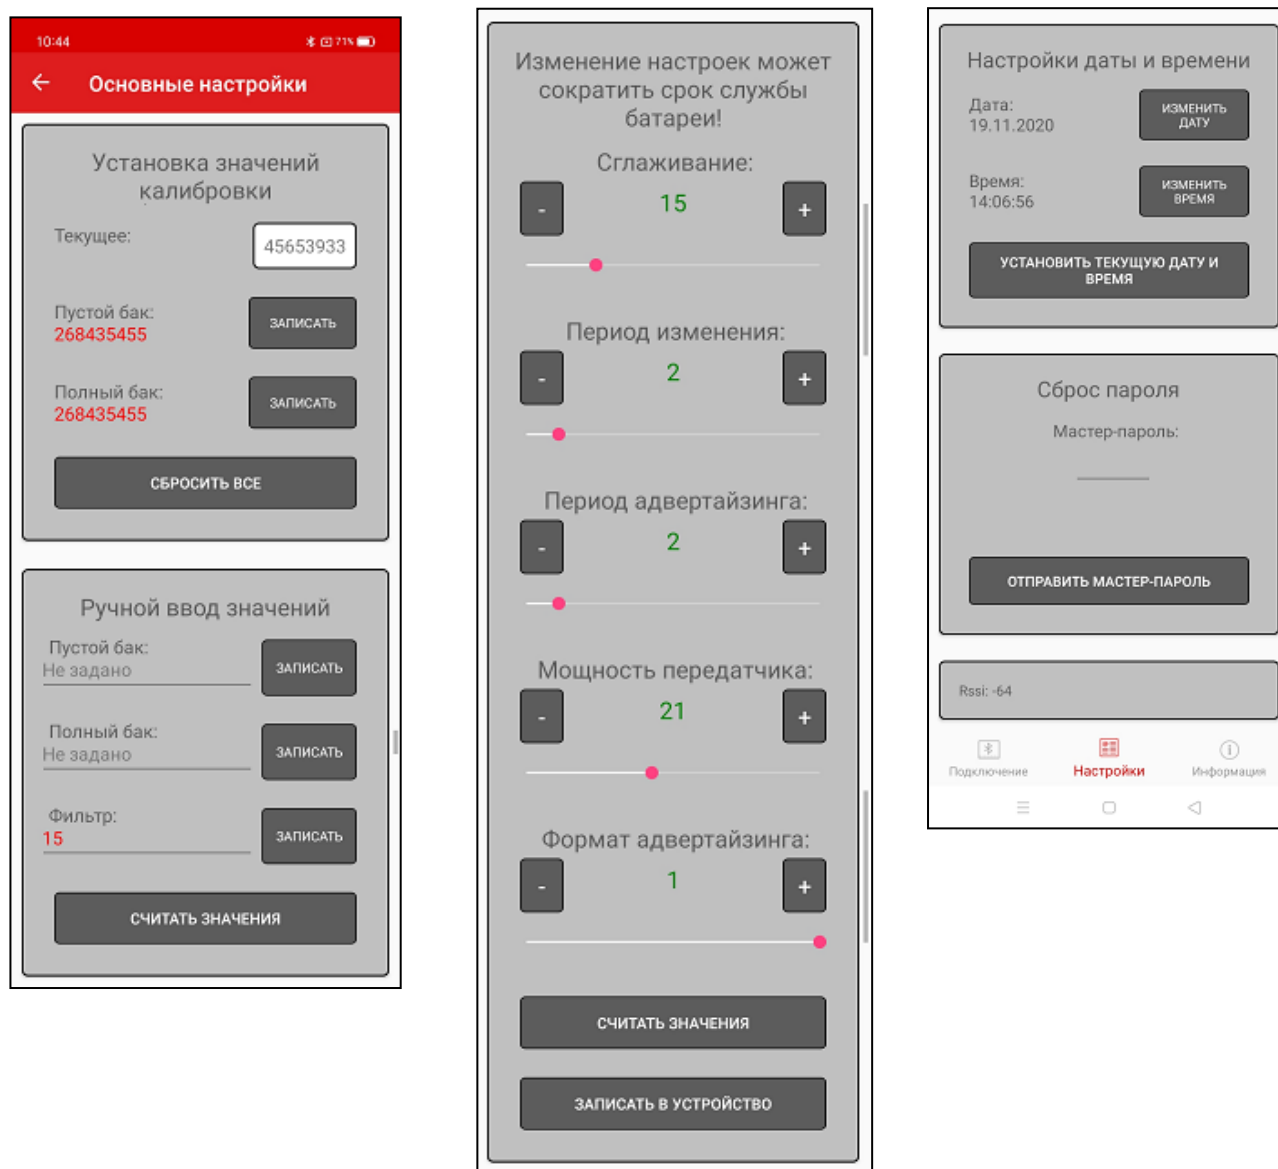 10:44
71%
Основные настройки
Установка значений
калибровки
Текущее:
45653933
Пустой бак:
268435455
ЗАПИСАТЬ
Полный бак:
268435455
ЗАПИСАТЬ
СБРОСИТЬ ВСЕ
Ручной ввод значений
Пустой бак:
Не задано
ЗАПИСАТЬ
Полный бак:
Не задано
ЗАПИСАТЬ
Фильтр:
15
ЗАПИСАТЬ
СЧИТАТЬ ЗНАЧЕНИЯ
Изменение настроек может
сократить срок службы
батареи!
Сглаживание:
- 15 +
Период изменения:
- 2 +
Период адвертайзинга:
- 2 +
Мощность передатчика:
- 21 +
Формат адвертайзинга:
- 1 +
СЧИТАТЬ ЗНАЧЕНИЯ
ЗАПИСАТЬ В УСТРОЙСТВО
Настройки даты и времени
Дата:
19.11.2020
ИЗМЕНИТЬ
ДАТУ
Время:
14:06:56
ИЗМЕНИТЬ
ВРЕМЯ
УСТАНОВИТЬ ТЕКУЩУЮ ДАТУ И
ВРЕМЯ
Сброс пароля
Мастер-пароль:
ОТПРАВИТЬ МАСТЕР-ПАРОЛЬ
Rssi: -64
Подключение
Настройки
Информация